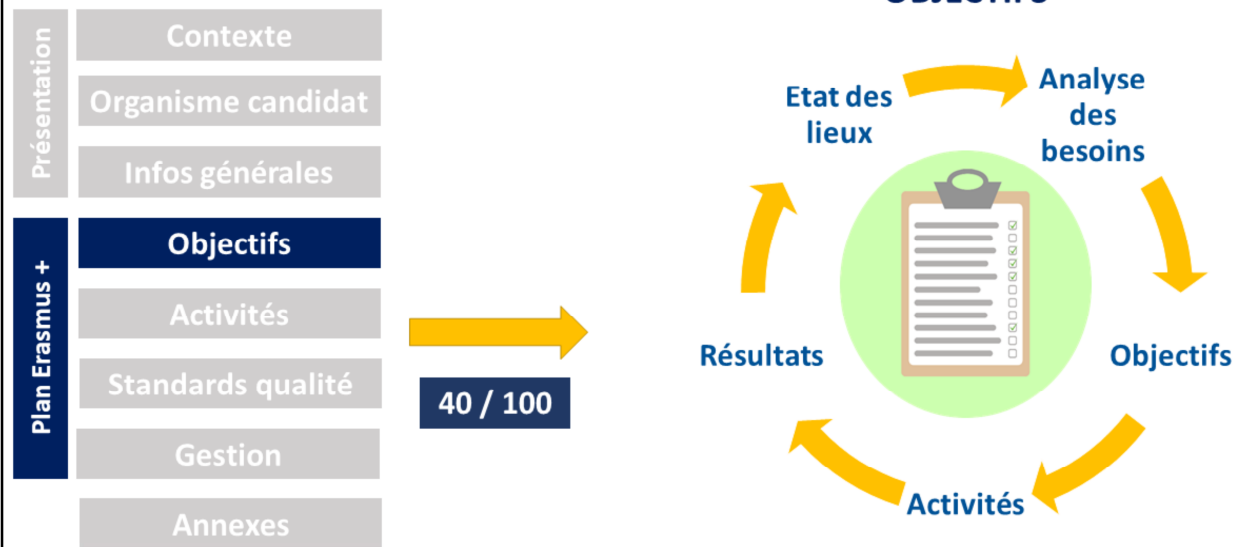 Présentation
Contexte
Organisme candidat
Infos générales
Plan Erasmus +
Objectifs
Activités
Standards qualité
Gestion
Annexes
40 / 100
Etat des
lieux
Analyse
des
besoins
Objectifs
Activités
Résultats